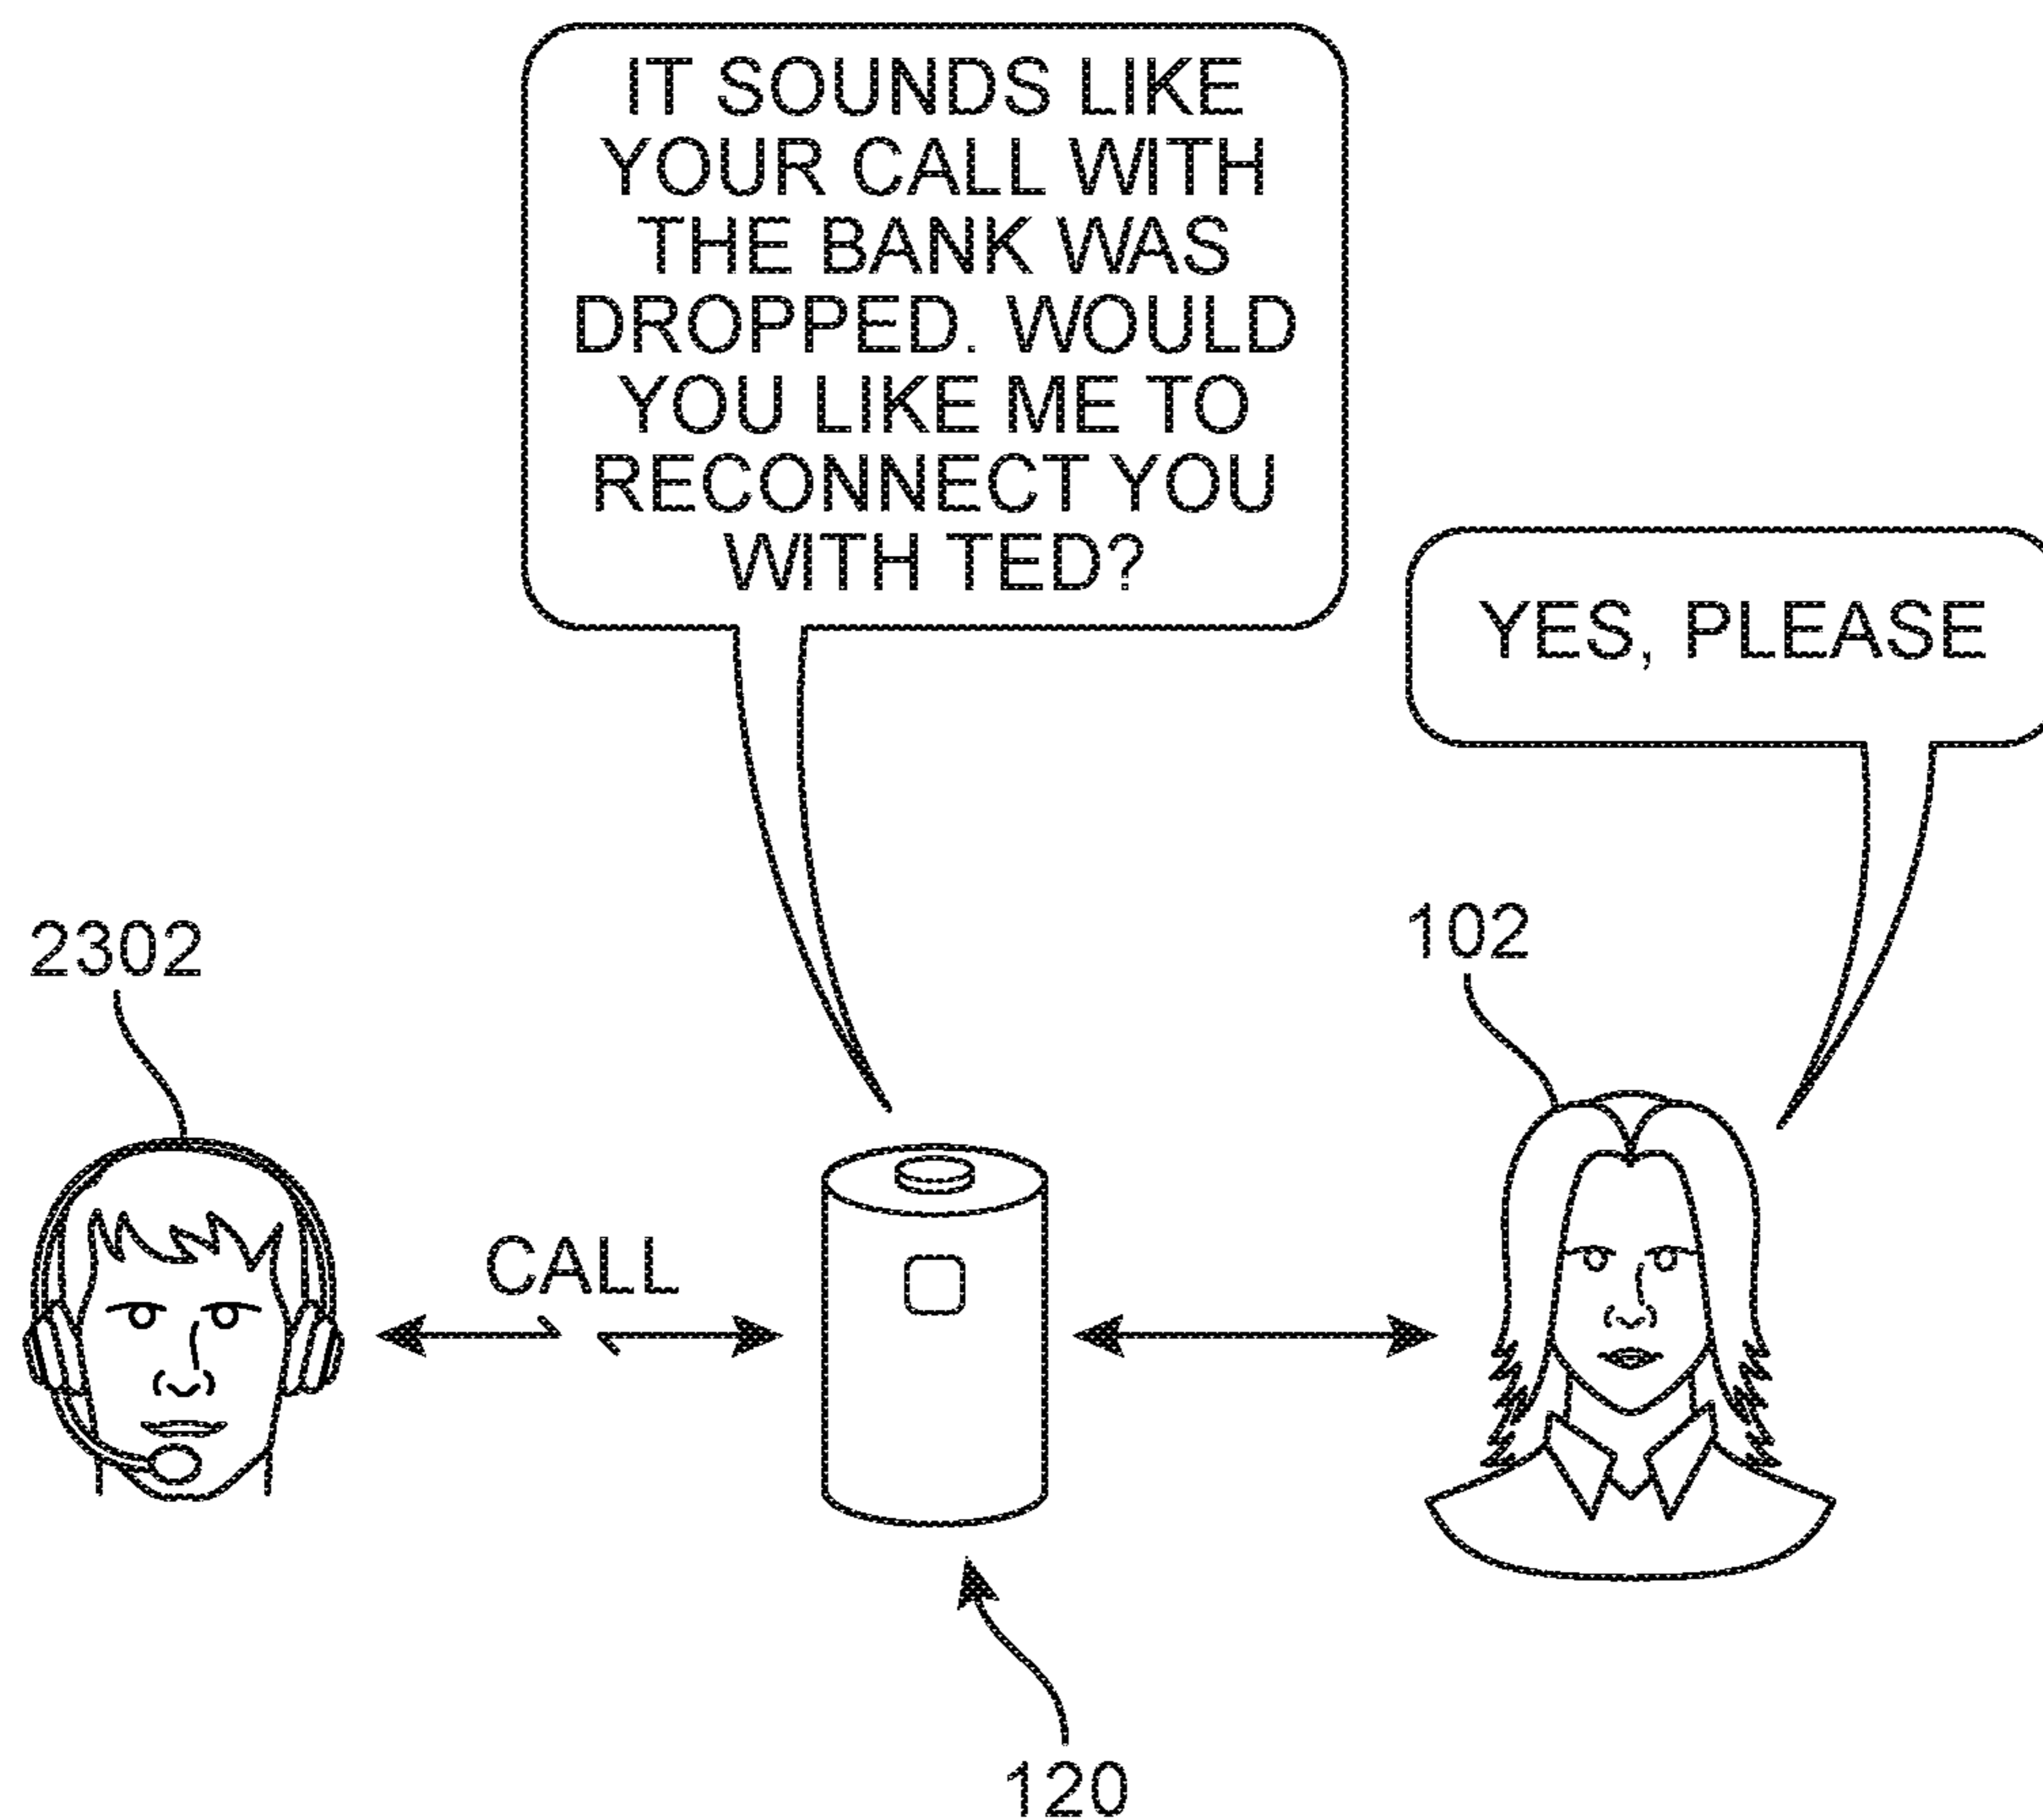 IT SOUNDS LIKE
YOUR CALL WITH
THE BANK WAS
DROPPED. WOULD
YOU LIKE ME TO
RECONNECT YOU
WITH TED?
YES, PLEASE
2302
102
CALL
120